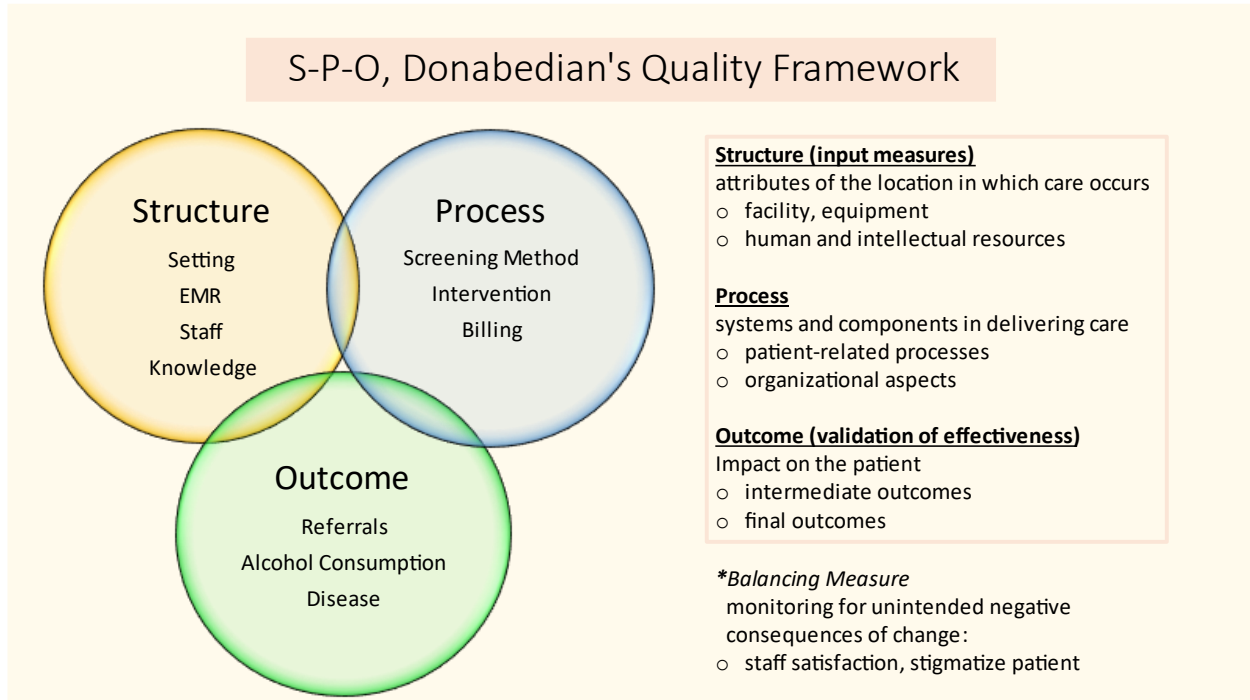 S-P-O, Donabedian's Quality Framework
Structure
Setting
EMR
Staff
Knowledge
Process
Screening Method
Intervention
Billing
Outcome
Referrals
Alcohol Consumption
Disease
Structure (input measures)
attributes of the location in which care occurs
o facility, equipment
o human and intellectual resources
Process
systems and components in delivering care
o patient-related processes
o organizational aspects
Outcome (validation of effectiveness)
Impact on the patient
o intermediate outcomes
o final outcomes
*Balancing Measure
monitoring for unintended negative
consequences of change:
o staff satisfaction, stigmatize patient